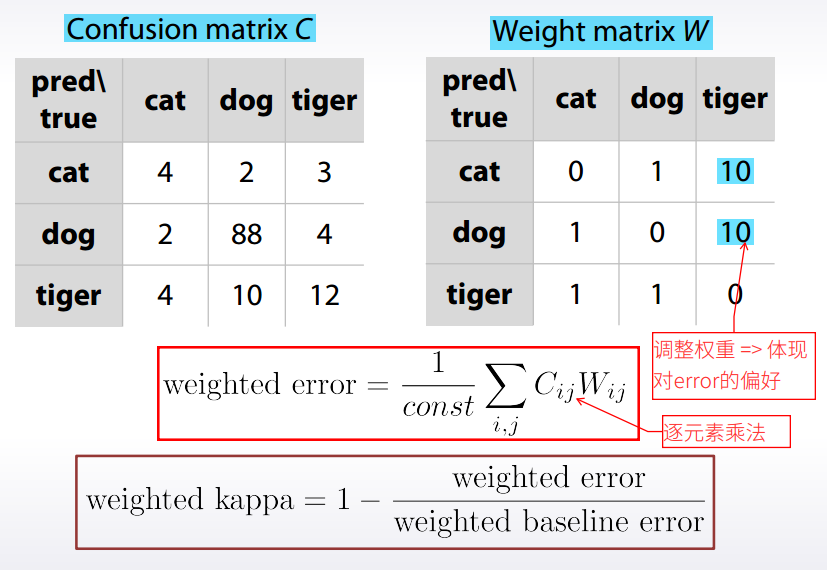 Confusion matrix C
Weight matrix W
pred\ true cat dog tiger
cat 4 2 3
dog 2 88 4
tiger 4 10 12
pred\ true cat dog tiger
cat 0 1 10
dog 1 0 10
tiger 1 1 0
调整权重 => 体现
对error的偏好
weighted error = \frac{1}{const} \sum_{i,j} C_{ij}W_{ij}
逐元素乘法
weighted kappa = 1 - \frac{weighted error}{weighted baseline error}